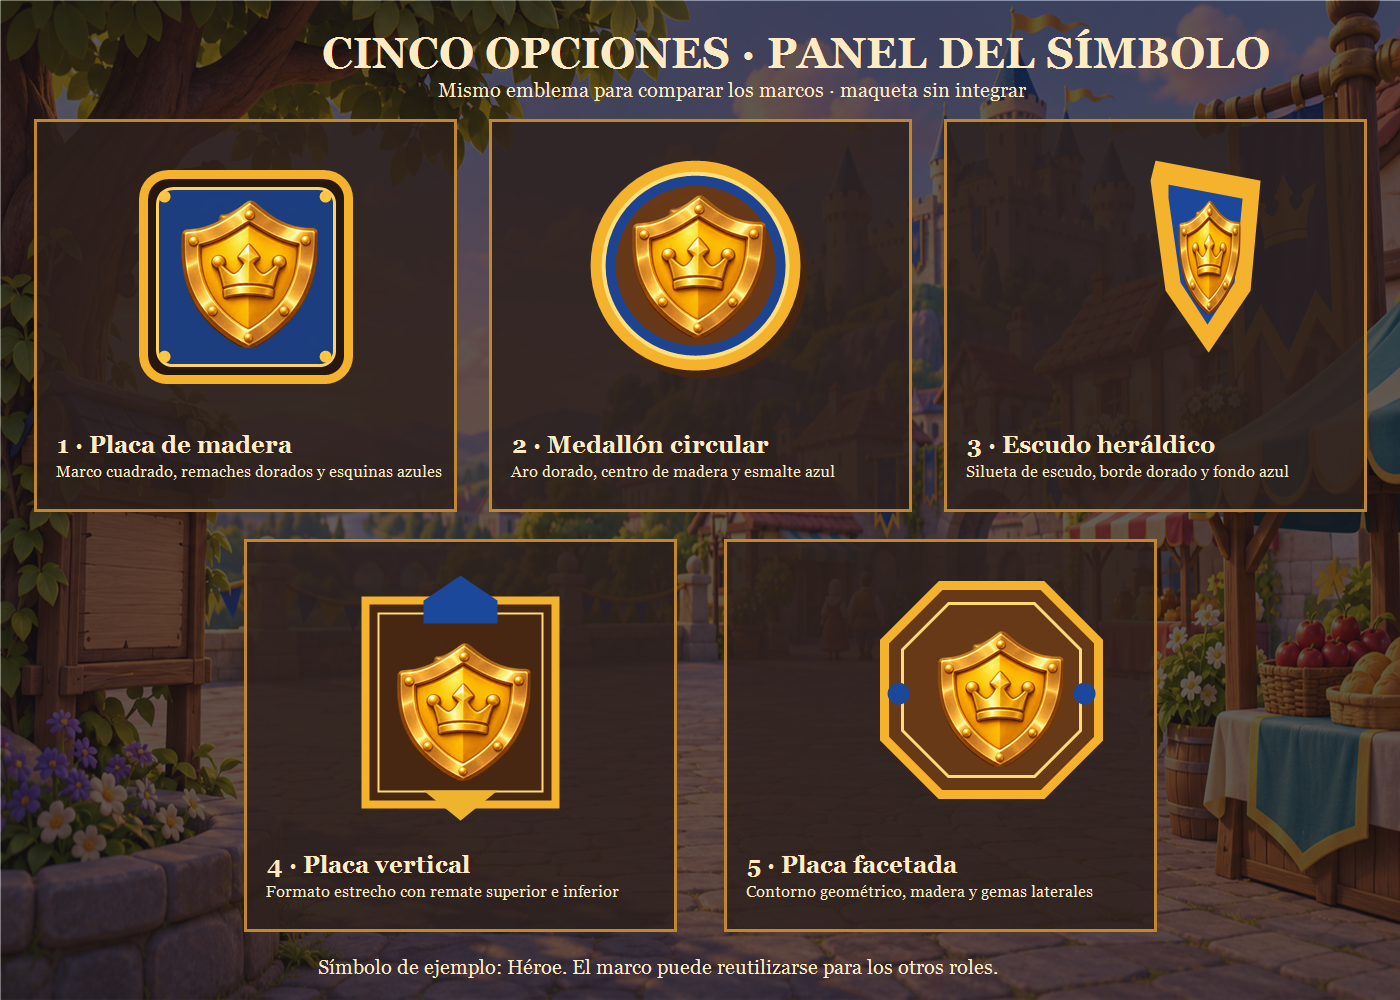 CINCO OPCIONES · PANEL DEL SÍMBOLO
Mismo emblema para comparar los marcos · maqueta sin integrar
1 · Placa de madera
Marco cuadrado, remaches dorados y esquinas azules
2 · Medallón circular
Aro dorado, centro de madera y esmalte azul
3 · Escudo heráldico
Silueta de escudo, borde dorado y fondo azul
4 · Placa vertical
Formato estrecho con remate superior e inferior
5 · Placa facetada
Contorno geométrico, madera y gemas laterales
Símbolo de ejemplo: Héroe. El marco puede reutilizarse para los otros roles.